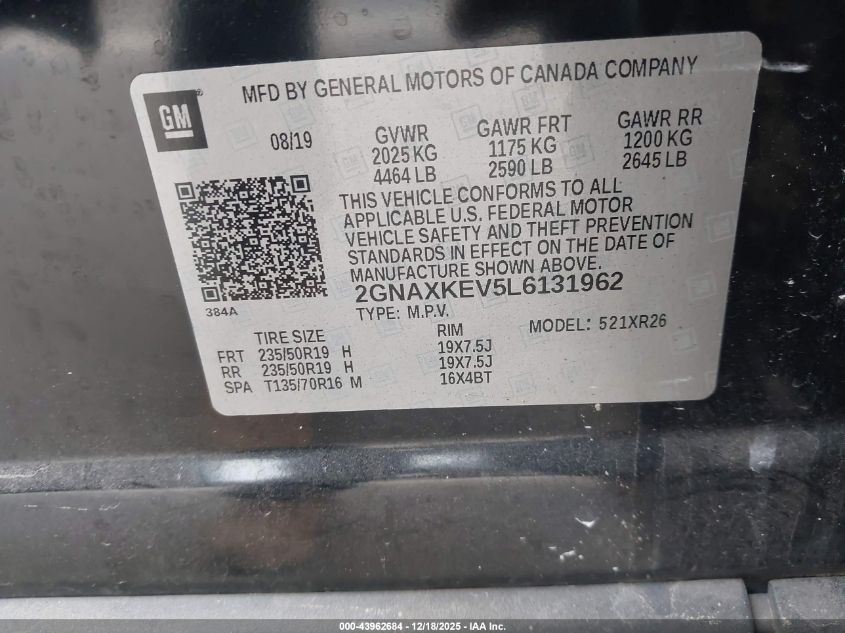 MFD BY GENERAL MOTORS OF CANADA COMPANY
GM
08/19 GVWR GAWR FRT GAWR RR
2025 KG 1175 KG 1200 KG
4464 LB 2590 LB 2645 LB
THIS VEHICLE CONFORMS TO ALL
APPLICABLE U.S. FEDERAL MOTOR
VEHICLE SAFETY AND THEFT PREVENTION
STANDARDS IN EFFECT ON THE DATE OF
MANUFACTURE SHOWN ABOVE.
384A
2GNAXKEV5L6131962
TYPE: M.P.V. MODEL: 521XR26
TIRE SIZE RIM
FRT 235/50R19 H 19X7.5J
RR 235/50R19 H 19X7.5J
SPA T135/70R16 M 16X4BT
000-43962684 - 12/18/2025 - IAA Inc.